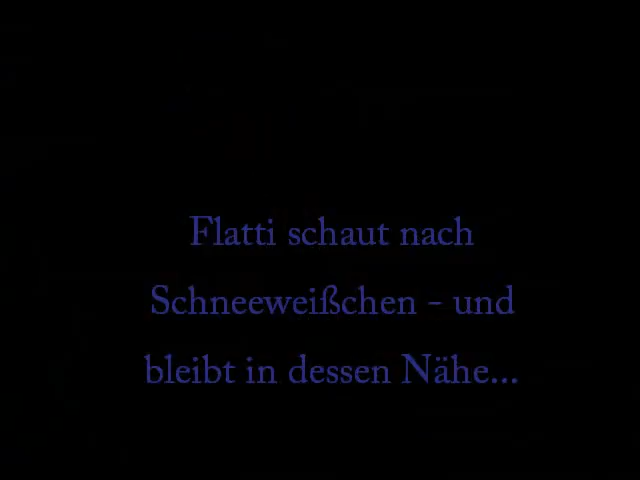 Flatti schaut nach
Schneeweißchen - und
bleibt in dessen Nähe...